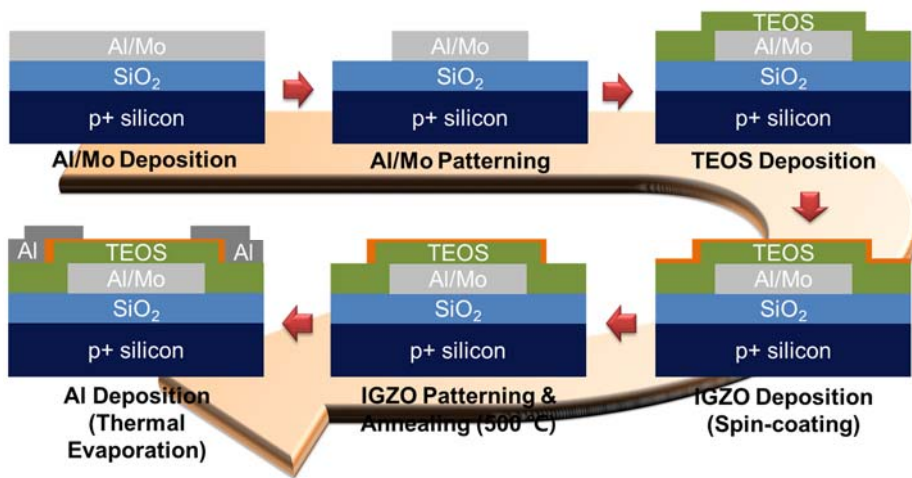 Al/Mo
SiO₂
p+ silicon
Al/Mo Deposition
Al/Mo
SiO₂
p+ silicon
Al/Mo Patterning
TEOS
Al/Mo
SiO₂
p+ silicon
TEOS Deposition
Al TEOS Al
Al/Mo
SiO₂
p+ silicon
Al Deposition
(Thermal
Evaporation)
TEOS
Al/Mo
SiO₂
p+ silicon
IGZO Patterning &
Annealing (500 ℃)
TEOS
Al/Mo
SiO₂
p+ silicon
IGZO Deposition
(Spin-coating)